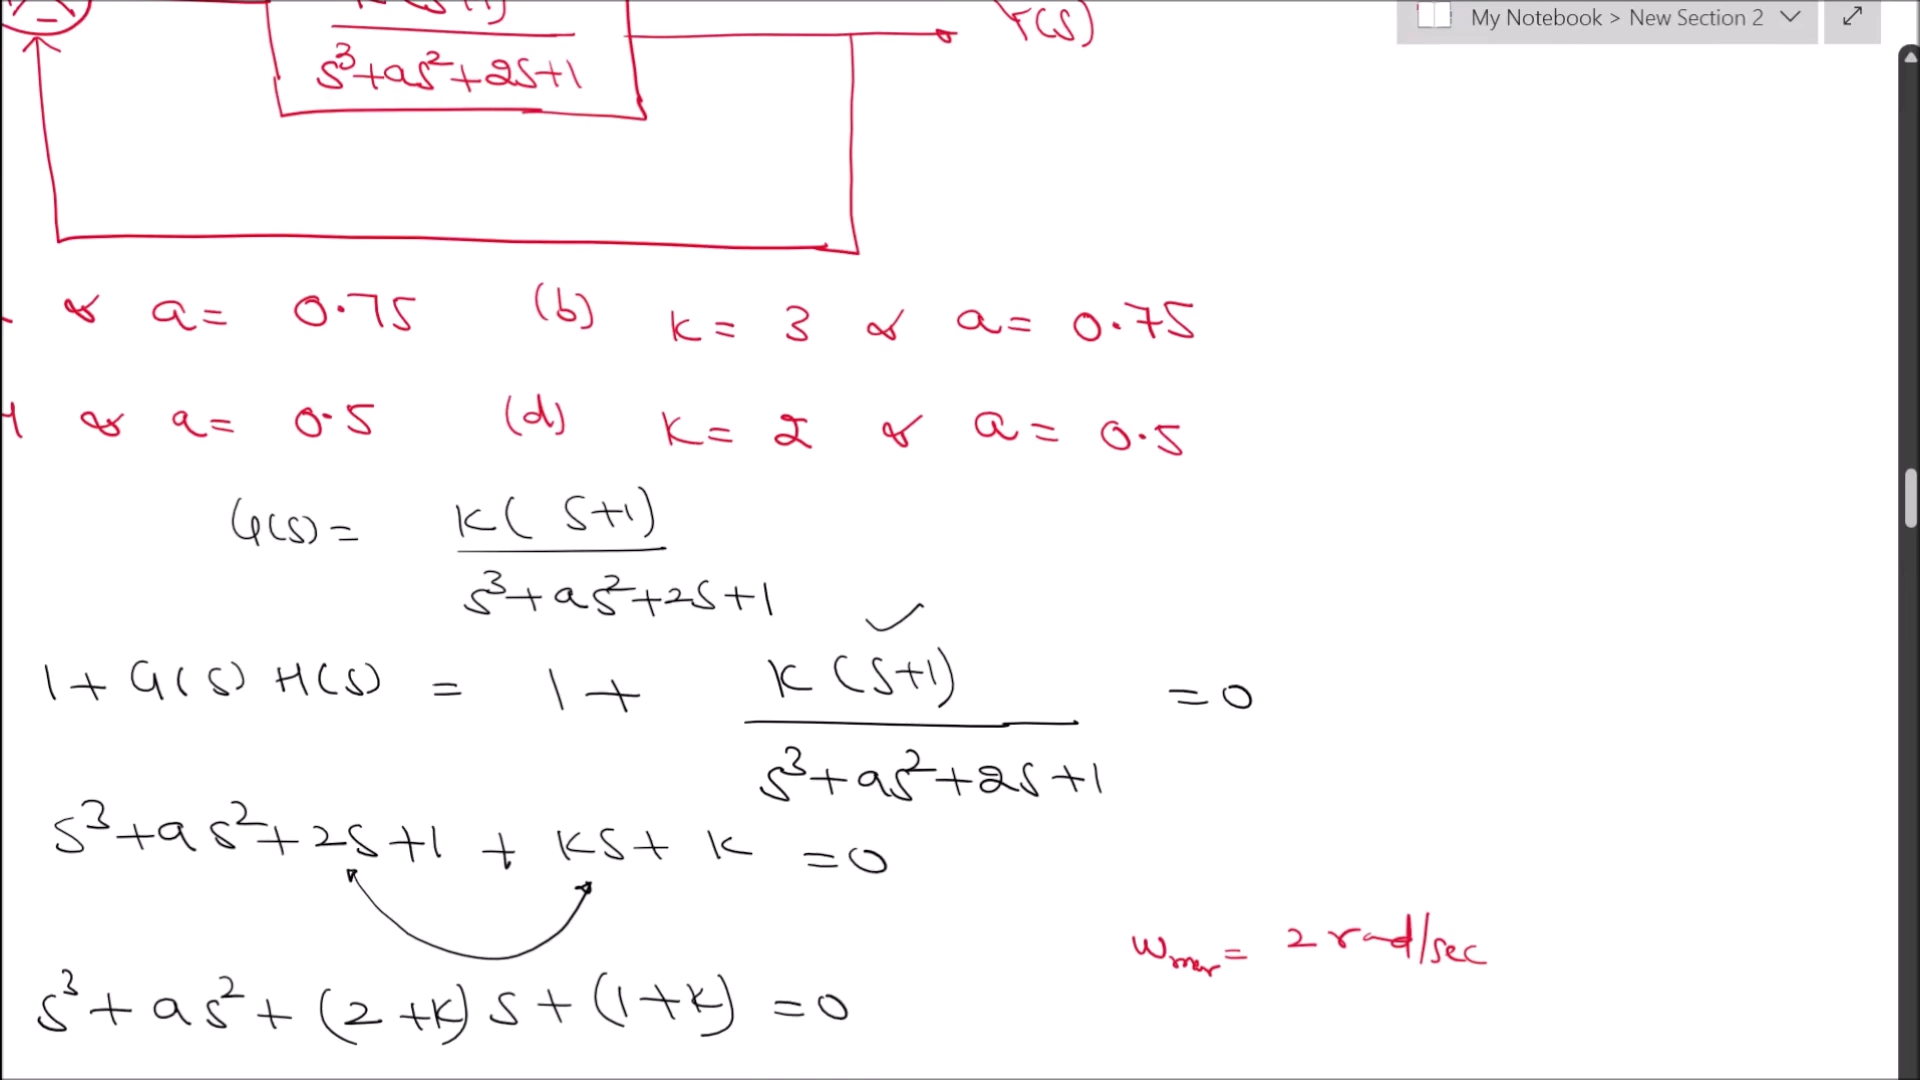 My Notebook > New Section 2
Y(S)
s³+as²+2s+1
& a= 0.75 (b) K= 3 & a= 0.75
& a= 0.5 (d) K= 2 & a= 0.5
G(S)= K( S+1)
s³+as²+2s+1
1+ G(S) H(S) = 1+ K (S+1) =0
s³+as²+2s+1
s³+as²+2s+1 + Ks+ K =0
= 2 rad/sec
s³+as²+(2+K)s+(1+K) =0